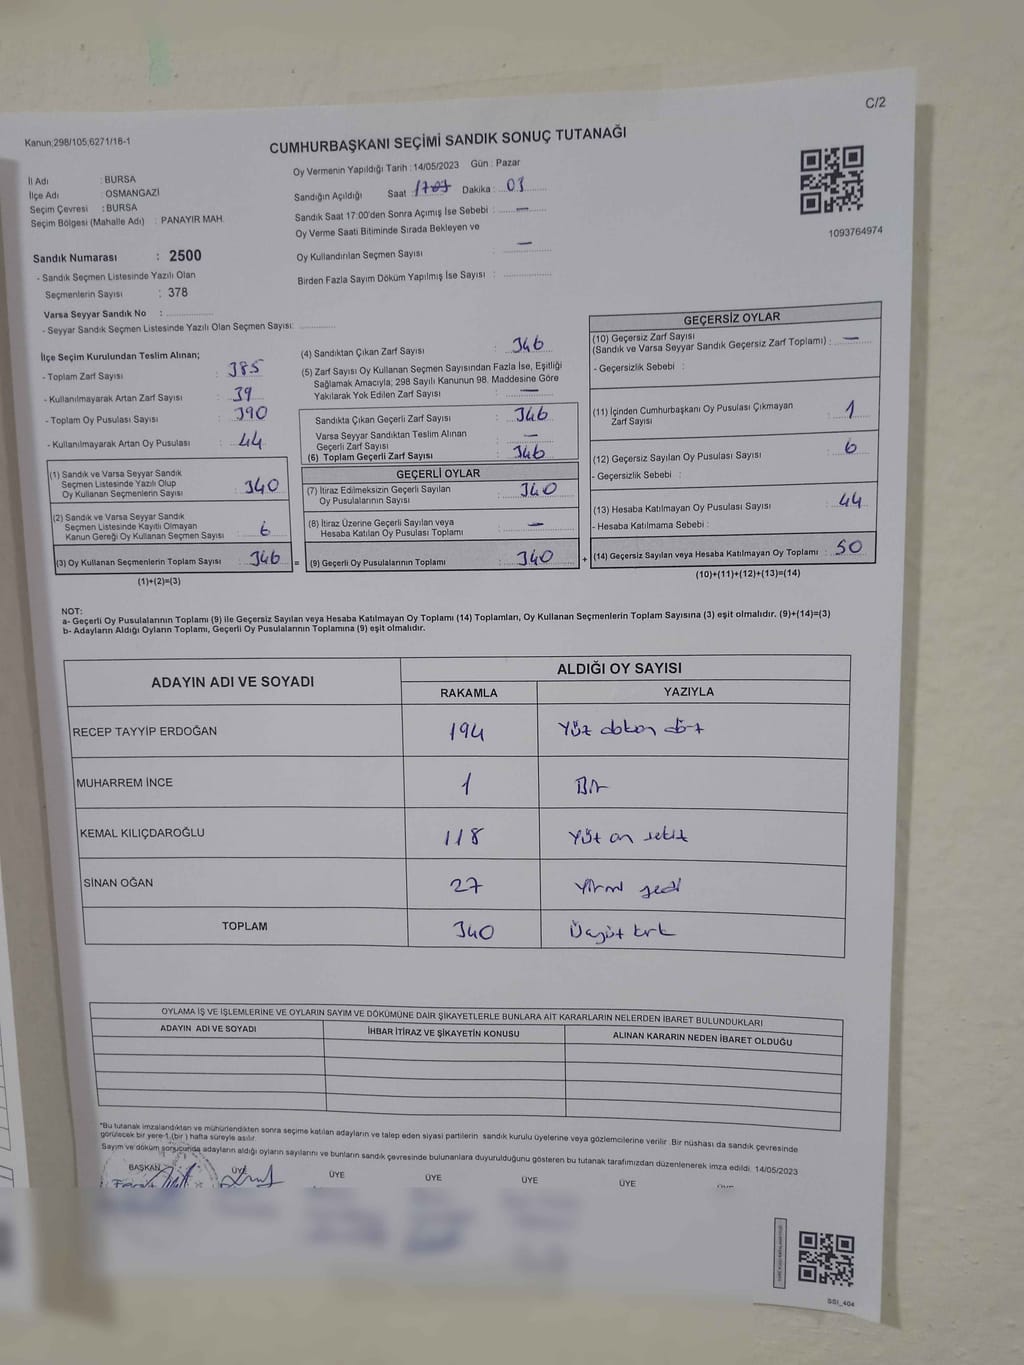 C/2
Kanun;298/105;6271/16-1
CUMHURBAŞKANI SEÇİMİ SANDIK SONUÇ TUTANAĞI
İl Adı : BURSA
İlçe Adı : OSMANGAZİ
Seçim Çevresi : BURSA
Seçim Bölgesi (Mahalle Adı) : PANAYIR MAH.
Oy Vermenin Yapıldığı Tarih : 14/05/2023 Gün : Pazar
Sandığın Açıldığı Saat Dakika : 03
Sandık Saat 17:00'den Sonra Açımış İse Sebebi : —
Oy Verme Saati Bitiminde Sırada Bekleyen ve
Oy Kullandırılan Seçmen Sayısı : —
Birden Fazla Sayım Döküm Yapılmış İse Sayısı :
1093764974
Sandık Numarası : 2500
- Sandık Seçmen Listesinde Yazılı Olan
Seçmenlerin Sayısı : 378
Varsa Seyyar Sandık No :
- Seyyar Sandık Seçmen Listesinde Yazılı Olan Seçmen Sayısı:
İlçe Seçim Kurulundan Teslim Alınan;
- Toplam Zarf Sayısı : 385
- Kullanılmayarak Artan Zarf Sayısı : 39
- Toplam Oy Pusulası Sayısı : 390
- Kullanılmayarak Artan Oy Pusulası : 44
(1) Sandık ve Varsa Seyyar Sandık
Seçmen Listesinde Yazılı Olup
Oy Kullanan Seçmenlerin Sayısı : 340
(2) Sandık ve Varsa Seyyar Sandık
Seçmen Listesinde Kayıtlı Olmayan
Kanun Gereği Oy Kullanan Seçmen Sayısı : 6
(3) Oy Kullanan Seçmenlerin Toplam Sayısı : 346
(1)+(2)=(3)
(4) Sandıktan Çıkan Zarf Sayısı : 346
(5) Zarf Sayısı Oy Kullanan Seçmen Sayısından Fazla İse, Eşitliği
Sağlamak Amacıyla; 298 Sayılı Kanunun 98. Maddesine Göre
Yakılarak Yok Edilen Zarf Sayısı : —
Sandıkta Çıkan Geçerli Zarf Sayısı : 346
Varsa Seyyar Sandıktan Teslim Alınan
Geçerli Zarf Sayısı : —
(6) Toplam Geçerli Zarf Sayısı : 346
GEÇERLİ OYLAR
(7) İtiraz Edilmeksizin Geçerli Sayılan
Oy Pusulalarının Sayısı : 340
(8) İtiraz Üzerine Geçerli Sayılan veya
Hesaba Katılan Oy Pusulası Toplamı : —
= (9) Geçerli Oy Pusulalarının Toplamı : 340
GEÇERSİZ OYLAR
(10) Geçersiz Zarf Sayısı
(Sandık ve Varsa Seyyar Sandık Geçersiz Zarf Toplamı) : —
- Geçersizlik Sebebi :
(11) İçinden Cumhurbaşkanı Oy Pusulası Çıkmayan
Zarf Sayısı : 1
(12) Geçersiz Sayılan Oy Pusulası Sayısı : 6
- Geçersizlik Sebebi :
(13) Hesaba Katılmayan Oy Pusulası Sayısı : 44
- Hesaba Katılmama Sebebi :
+ (14) Geçersiz Sayılan veya Hesaba Katılmayan Oy Toplamı : 50
(10)+(11)+(12)+(13)=(14)
NOT:
a- Geçerli Oy Pusulalarının Toplamı (9) ile Geçersiz Sayılan veya Hesaba Katılmayan Oy Toplamı (14) Toplamları, Oy Kullanan Seçmenlerin Toplam Sayısına (3) eşit olmalıdır. (9)+(14)=(3)
b- Adayların Aldığı Oyların Toplamı, Geçerli Oy Pusulalarının Toplamına (9) eşit olmalıdır.
ADAYIN ADI VE SOYADI ALDIĞI OY SAYISI
RAKAMLA YAZIYLA
RECEP TAYYİP ERDOĞAN 194 Yüz doksan dört
MUHARREM İNCE 1 Bir
KEMAL KILIÇDAROĞLU 118 Yüz on sekiz
SİNAN OĞAN 27 Yirmi yedi
TOPLAM 340 Üçyüz kırk
OYLAMA İŞ VE İŞLEMLERİNE VE OYLARIN SAYIM VE DÖKÜMÜNE DAİR ŞİKAYETLERLE BUNLARA AİT KARARLARIN NELERDEN İBARET BULUNDUKLARI
ADAYIN ADI VE SOYADI İHBAR İTİRAZ VE ŞİKAYETİN KONUSU ALINAN KARARIN NEDEN İBARET OLDUĞU
*Bu tutanak imzalandıktan ve mühürlendikten sonra seçime katılan adayların ve talep eden siyasi partilerin sandık kurulu üyelerine veya gözlemcilerine verilir. Bir nüshası da sandık çevresinde
görülecek bir yere 1 (bir ) hafta süreyle asılır.
Sayım ve döküm sonucunda adayların aldığı oyların sayılarını ve bunların sandık çevresinde bulunanlara duyurulduğunu gösteren bu tutanak tarafımızdan düzenlenerek imza edildi. 14/05/2023
BAŞKAN ÜYE ÜYE ÜYE ÜYE ÜYE
SSI_404